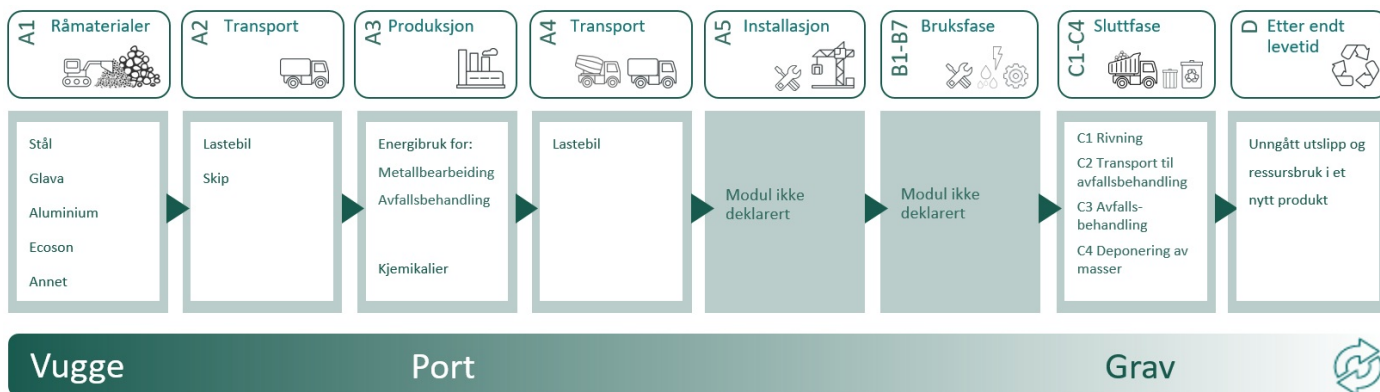 A1 Råmaterialer
A2 Transport
A3 Produksjon
A4 Transport
A5 Installasjon
B1-B7 Bruksfase
C1-C4 Sluttfase
D Etter endt
levetid
Stål
Glava
Aluminium
Ecoson
Annet
Lastebil
Skip
Energibruk for:
Metallbearbeiding
Avfallsbehandling
Kjemikalier
Lastebil
Modul ikke
deklarert
Modul ikke
deklarert
C1 Rivning
C2 Transport til
avfallsbehandling
C3 Avfalls-
behandling
C4 Deponering av
masser
Unngått utslipp og
ressursbruk i et
nytt produkt
Vugge
Port
Grav